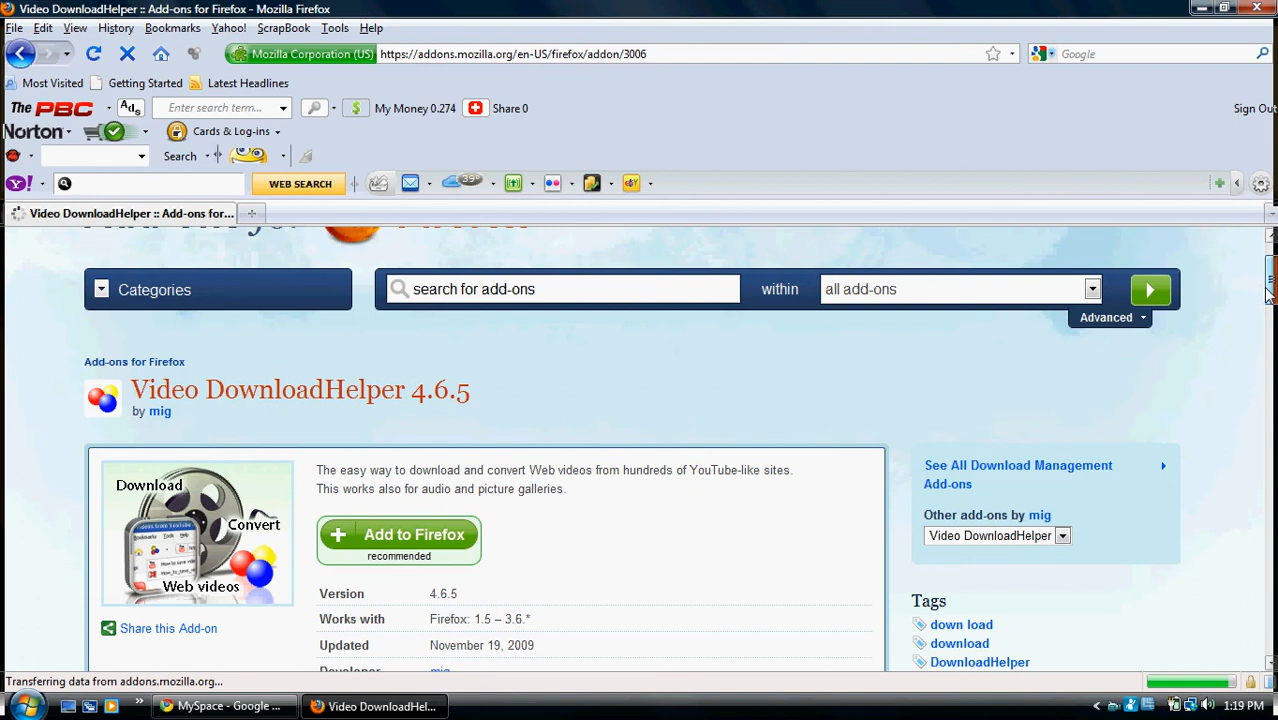 Video DownloadHelper :: Add-ons for Firefox - Mozilla Firefox
File Edit View History Bookmarks Yahoo! ScrapBook Tools Help
Mozilla Corporation (US) https://addons.mozilla.org/en-US/firefox/addon/3006 Google
Most Visited Getting Started Latest Headlines
The PBC Ads Enter search term... $ My Money 0.274 Share 0 Sign Out
Norton Cards & Log-ins
Search
Y! WEB SEARCH 39°
Video DownloadHelper :: Add-ons for...
Categories search for add-ons within all add-ons
Advanced
Add-ons for Firefox
Video DownloadHelper 4.6.5
by mig
Download
Convert
Web videos
Share this Add-on
The easy way to download and convert Web videos from hundreds of YouTube-like sites.
This works also for audio and picture galleries.
Add to Firefox
recommended
Version 4.6.5
Works with Firefox: 1.5 – 3.6.*
Updated November 19, 2009
Developer mig
See All Download Management
Add-ons
Other add-ons by mig
Video DownloadHelper
Tags
down load
download
DownloadHelper
Transferring data from addons.mozilla.org...
MySpace - Google ... Video DownloadHel... 1:19 PM